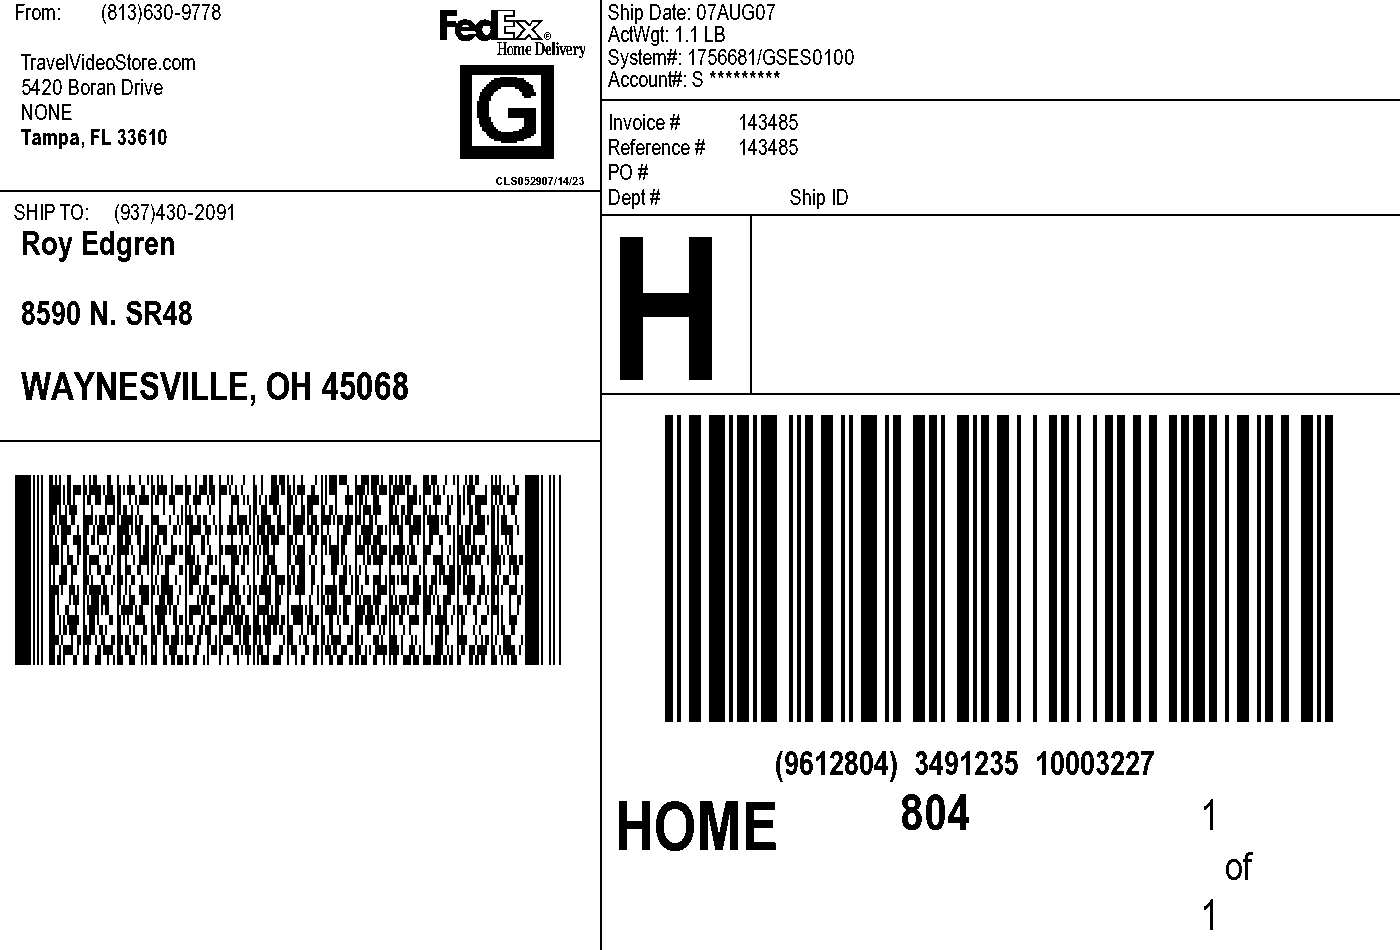 From: (813)630-9778
TravelVideoStore.com
5420 Boran Drive
NONE
Tampa, FL 33610
FedEx®
Home Delivery
G
CLS052907/14/23
Ship Date: 07AUG07
ActWgt: 1.1 LB
System#: 1756681/GSES0100
Account#: S *********
Invoice # 143485
Reference # 143485
PO #
Dept # Ship ID
SHIP TO: (937)430-2091
Roy Edgren
8590 N. SR48
WAYNESVILLE, OH 45068
H
(9612804) 3491235 10003227
HOME 804 1
of
1